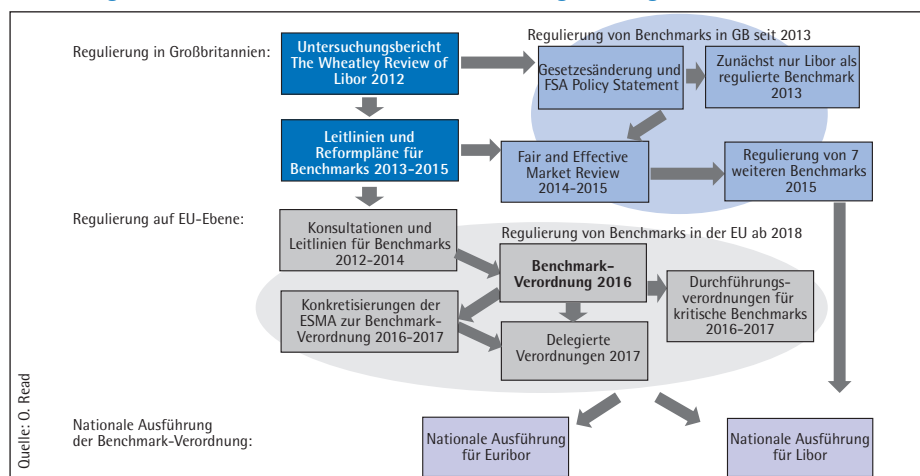 Regulierung in Großbritannien:
Untersuchungsbericht
The Wheatley Review of
Libor 2012
Regulierung von Benchmarks in GB seit 2013
Gesetzesänderung und
FSA Policy Statement
Zunächst nur Libor als
regulierte Benchmark
2013
Leitlinien und
Reformpläne für
Benchmarks 2013-2015
Fair and Effective
Market Review
2014-2015
Regulierung von 7
weiteren Benchmarks
2015
Regulierung auf EU-Ebene:
Konsultationen und
Leitlinien für Benchmarks
2012-2014
Regulierung von Benchmarks in der EU ab 2018
Benchmark-
Verordnung 2016
Durchführungs-
verordnungen für
kritische Benchmarks
2016-2017
Konkretisierungen der
ESMA zur Benchmark-
Verordnung 2016-2017
Delegierte
Verordnungen 2017
Quelle: O. Read
Nationale Ausführung
der Benchmark-Verordnung:
Nationale Ausführung
für Euribor
Nationale Ausführung
für Libor